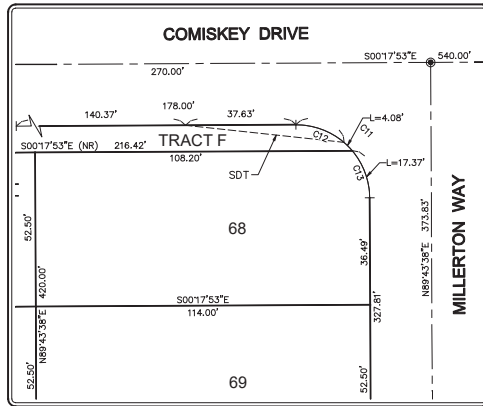 COMISKEY DRIVE
S00°17'53"E
540.00'
270.00'
178.00'
140.37'
37.63'
L=4.08'
C11
C12
TRACT F
S00°17'53"E (NR)
216.42'
108.20'
L=17.37'
C13
SDT
68
52.50'
36.49'
373.83'
N89°43'38"E
MILLERTON WAY
420.00'
N89°43'38"E
S00°17'53"E
114.00'
327.81'
69
52.50'
52.50'